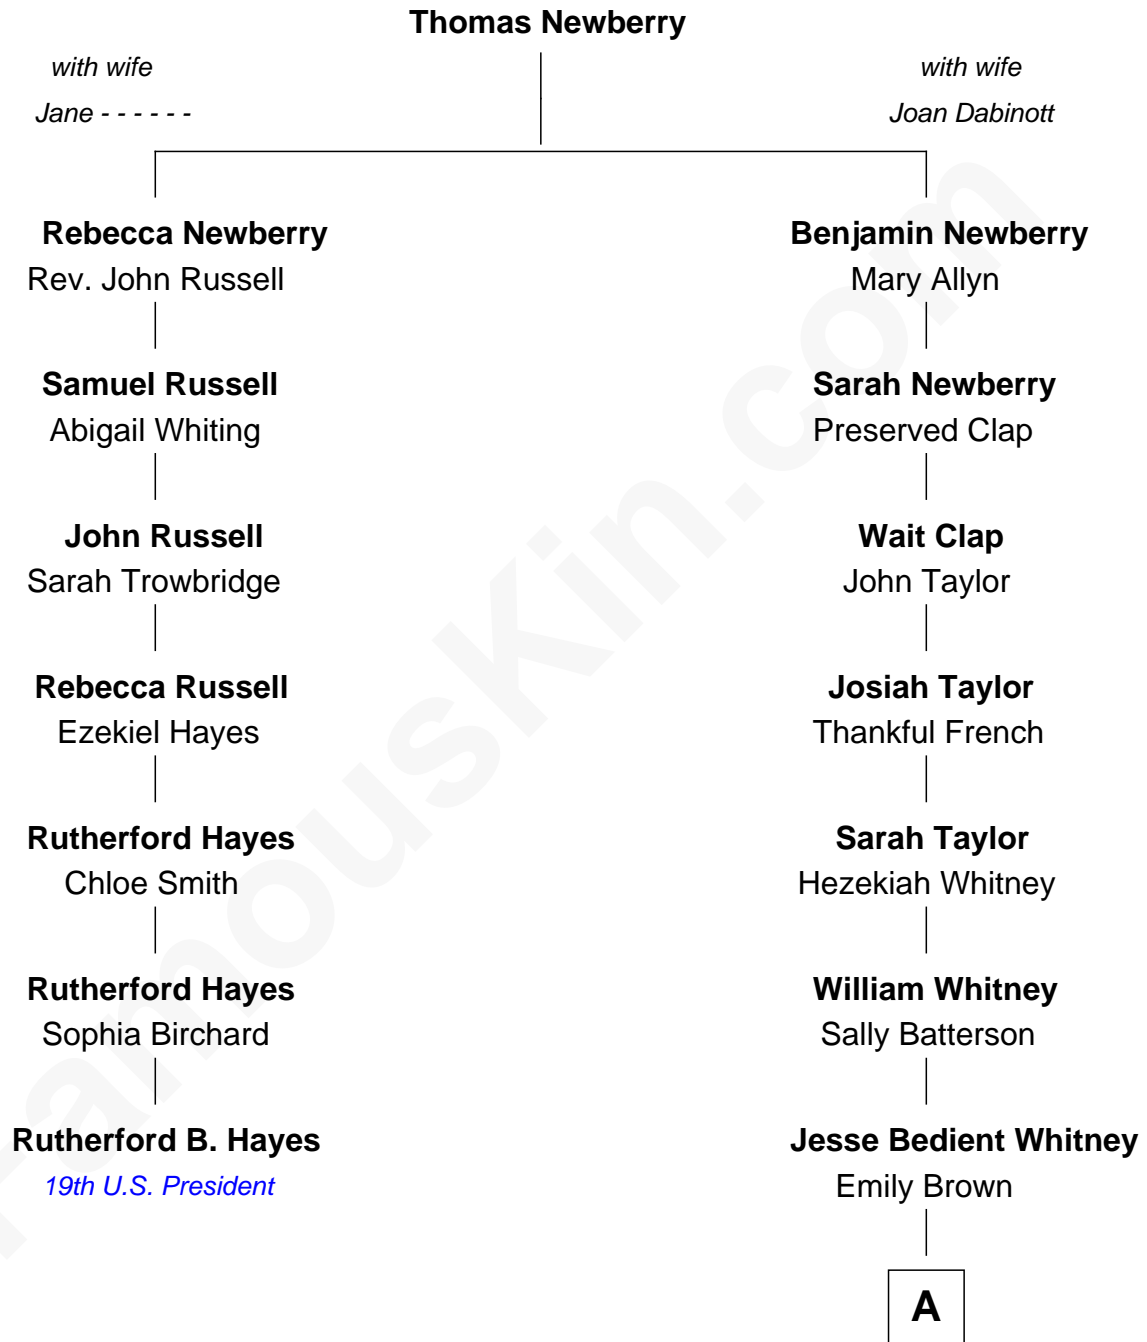 Thomas Newberry
with wife
Jane - - - - - -
with wife
Joan Dabinott
Rebecca Newberry
Rev. John Russell
Benjamin Newberry
Mary Allyn
Samuel Russell
Abigail Whiting
Sarah Newberry
Preserved Clap
John Russell
Sarah Trowbridge
Wait Clap
John Taylor
Rebecca Russell
Ezekiel Hayes
Josiah Taylor
Thankful French
Rutherford Hayes
Chloe Smith
Sarah Taylor
Hezekiah Whitney
Rutherford Hayes
Sophia Birchard
William Whitney
Sally Batterson
Rutherford B. Hayes
19th U.S. President
Jesse Bedient Whitney
Emily Brown
A
FamousKin.com